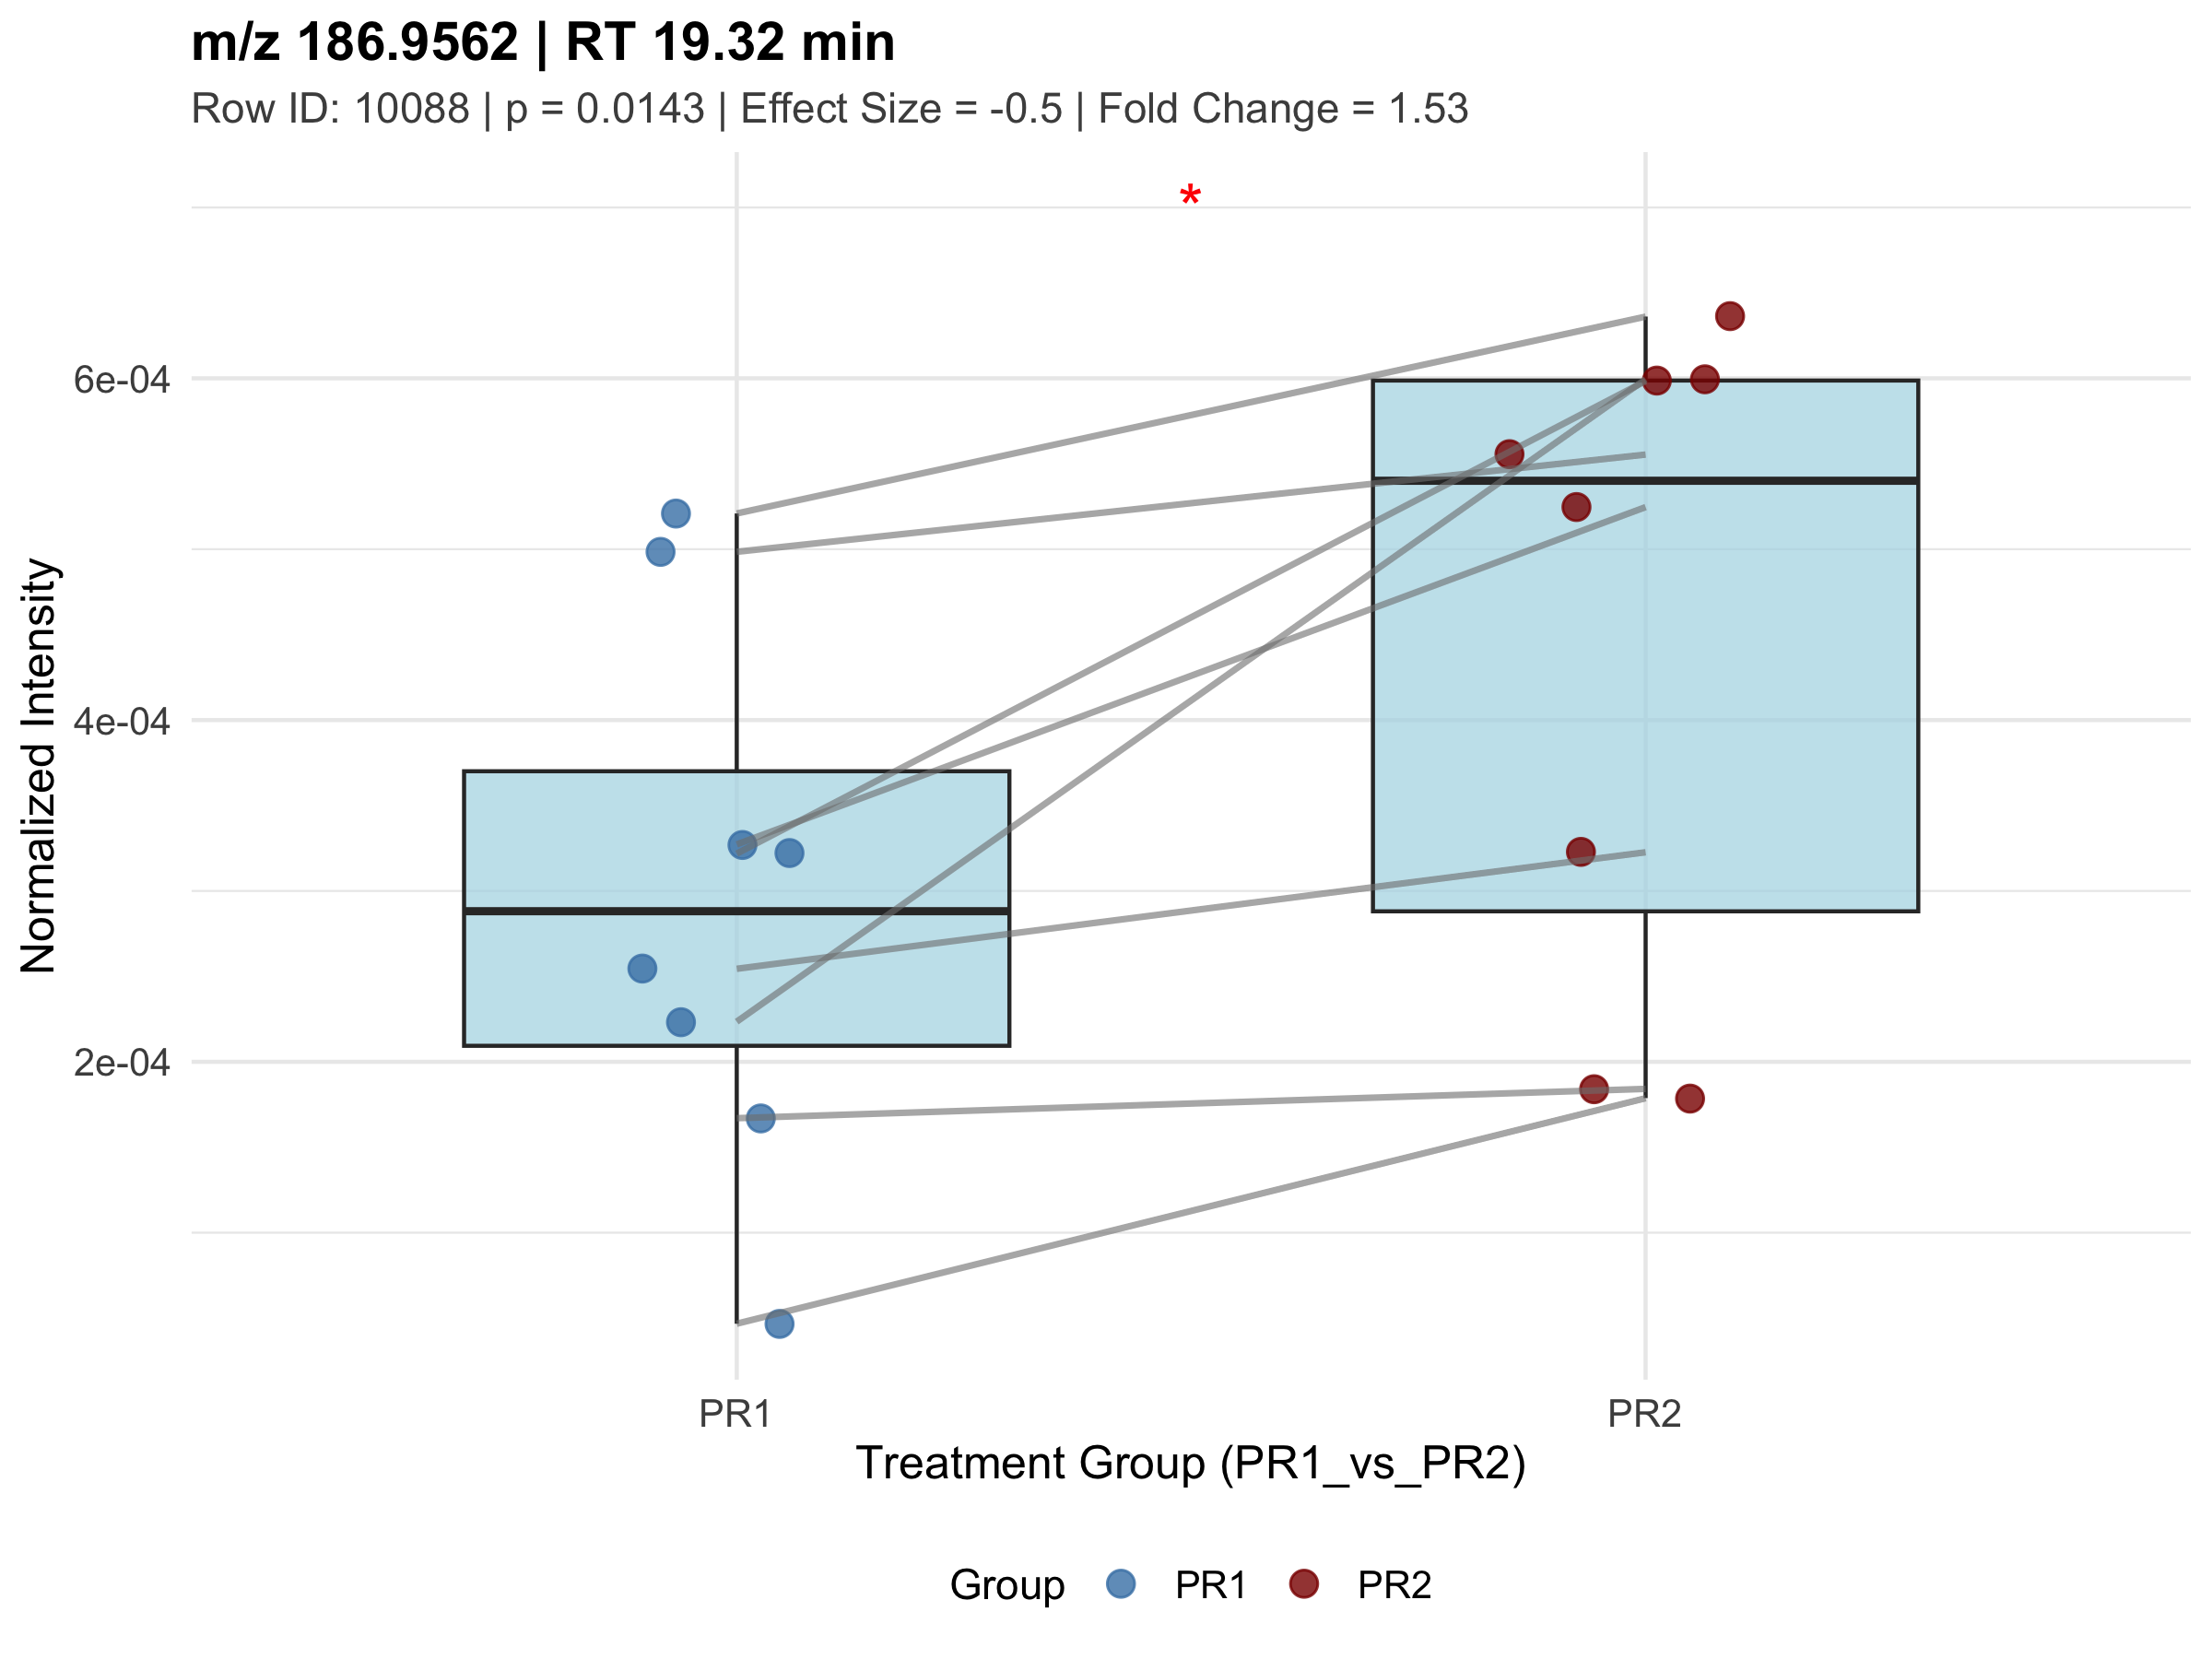 m/z 186.9562 | RT 19.32 min
Row ID: 10088 | p = 0.0143 | Effect Size = -0.5 | Fold Change = 1.53
*
6e-04
4e-04
2e-04
Normalized Intensity
PR1
PR2
Treatment Group (PR1_vs_PR2)
Group PR1 PR2